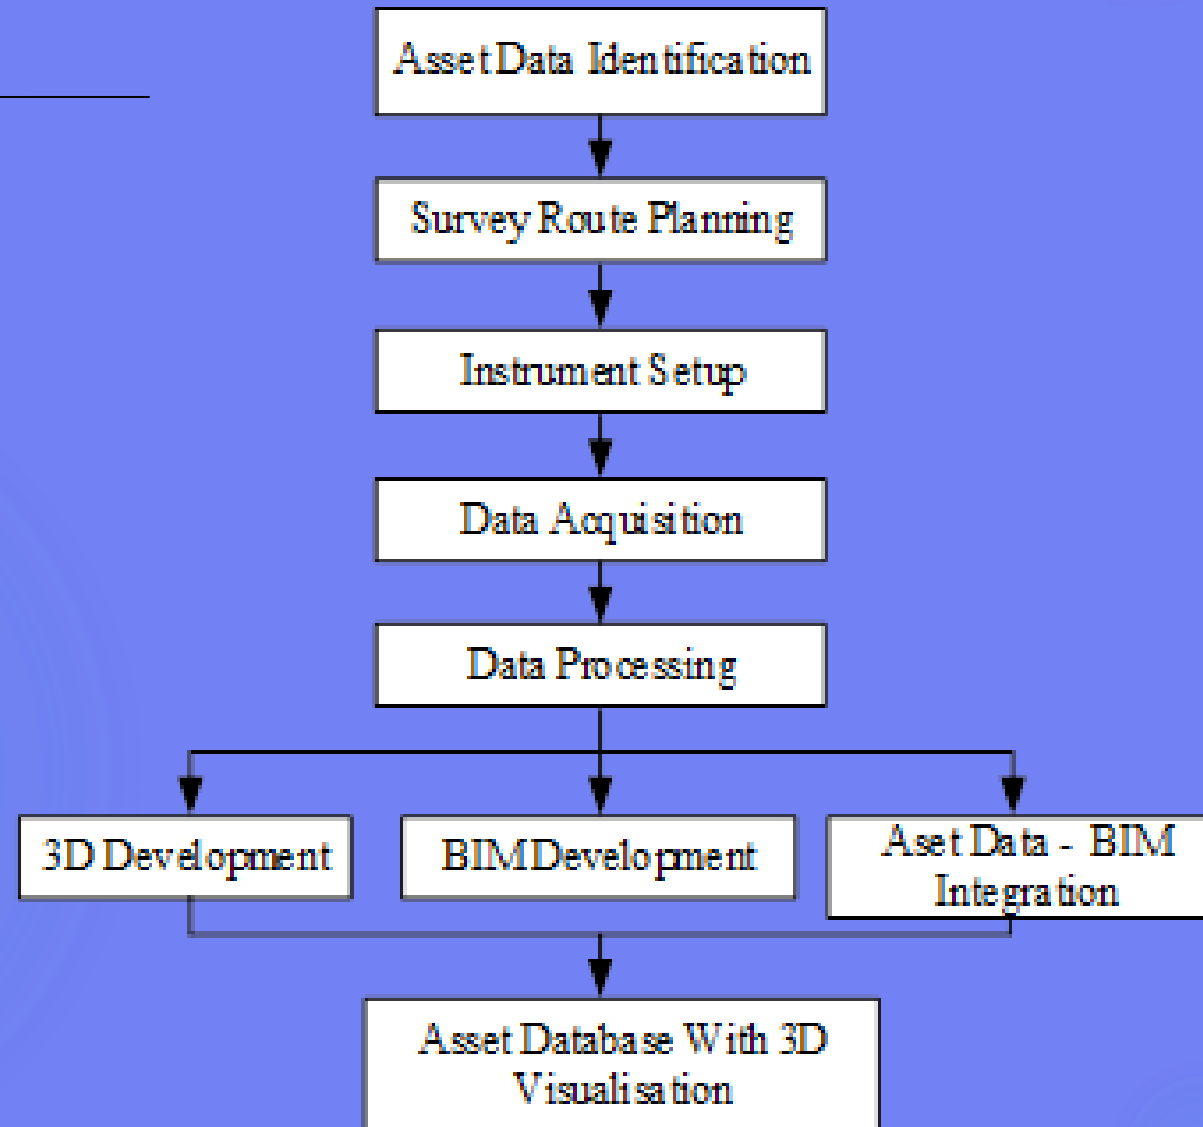 Asset Data Identification
Survey Route Planning
Instrument Setup
Data Acquisition
Data Processing
3D Development
BIM Development
Aset Data - BIM
Integration
Asset Database With 3D
Visualisation